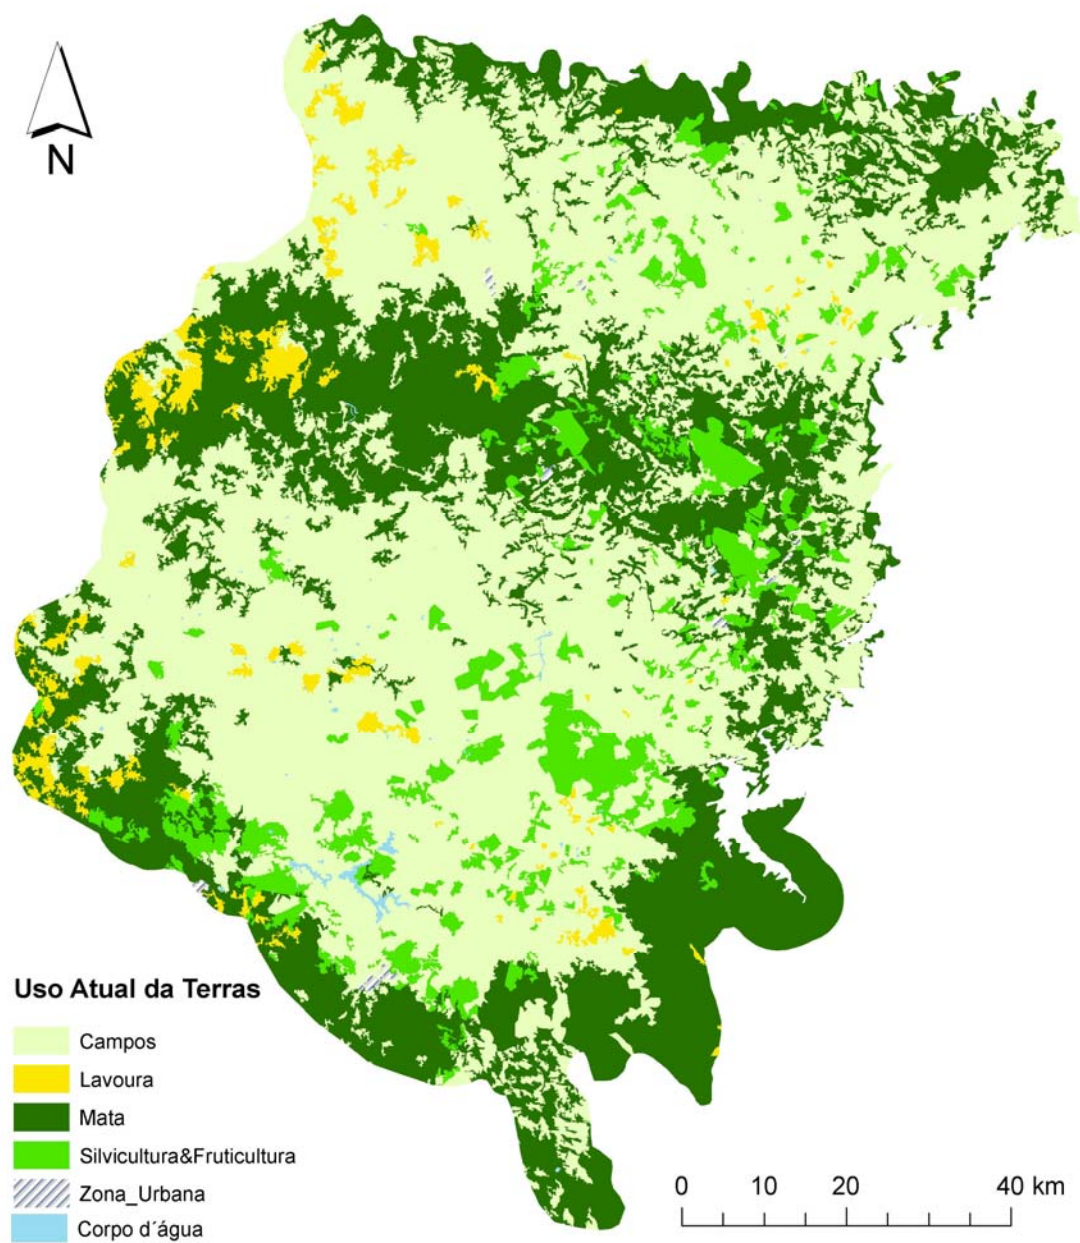 N
Uso Atual da Terras
Campos
Lavoura
Mata
Silvicultura&Fruticultura
Zona_Urbana
Corpo d´água
0 10 20 40 km